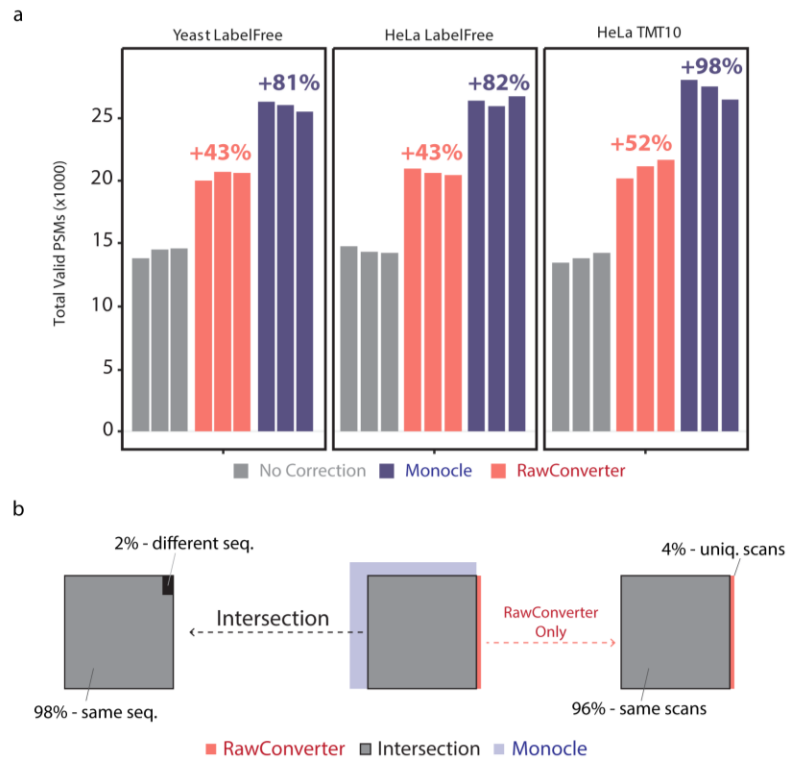 a
Yeast LabelFree
HeLa LabelFree
HeLa TMT10
Total Valid PSMs (x1000)
25
20
15
10
5
0
+43%
+81%
+43%
+82%
+52%
+98%
No Correction
Monocle
RawConverter
b
2% - different seq.
98% - same seq.
Intersection
RawConverter
Only
4% - uniq. scans
96% - same scans
RawConverter
Intersection
Monocle